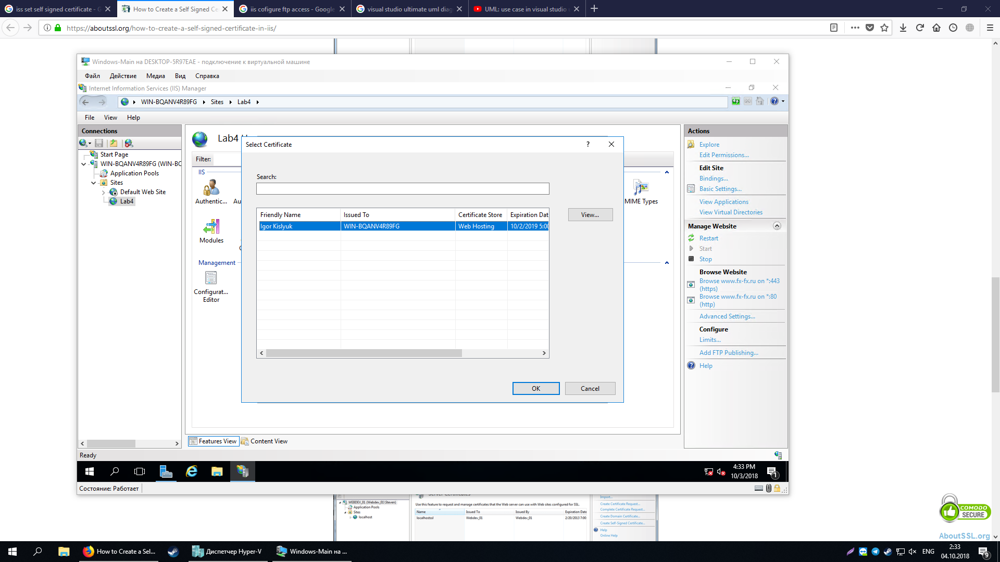 iss set self signed certificate - G
How to Create a Self Signed Ce
iis cofigure ftp access - Google
visual studio ultimate uml diag
UML: use case in visual studio u
https://aboutssl.org/how-to-create-a-self-signed-certificate-in-iis/
Windows-Main на DESKTOP-5R97EAE - подключение к виртуальной машине
Файл Действие Медиа Вид Справка
Internet Information Services (IIS) Manager
WIN-BQANV4R89FG Sites Lab4
File View Help
Connections
Start Page
WIN-BQANV4R89FG (WIN-BC
Application Pools
Sites
Default Web Site
Lab4
Lab4 H
Filter:
IIS
Authentic...
Au
MIME Types
Modules
Management
Configurat...
Editor
Select Certificate
?
Search:
Friendly Name Issued To Certificate Store Expiration Dat
Igor Kislyuk WIN-BQANV4R89FG Web Hosting 10/2/2019 5:00
View...
OK Cancel
Features View Content View
Actions
Explore
Edit Permissions...
Edit Site
Bindings...
Basic Settings...
View Applications
View Virtual Directories
Manage Website
Restart
Start
Stop
Browse Website
Browse www.fx-fx.ru on *:443
(https)
Browse www.fx-fx.ru on *:80
(http)
Advanced Settings...
Configure
Limits...
Add FTP Publishing...
Help
Ready
4:33 PM
10/3/2018
1
Состояние: Работает
WEBDEV_01 (Webdev_01\Steven)
Application Pools
Sites
localhost
Server Certificates
Use this feature to request and manage certificates that the Web server can use with Web sites configured for SSL.
Name Issued To Issued By Expiration Date
localhostssl Webdev_01 Webdev_01 2/20/2013 7:00
Import...
Create Certificate Request...
Complete Certificate Request...
Create Domain Certificate...
Create Self-Signed Certificate...
Help
Online Help
COMODO
SECURE
AboutSSL.org
How to Create a Sel...
Диспетчер Hyper-V
Windows-Main на ...
ENG
2:33
04.10.2018
9